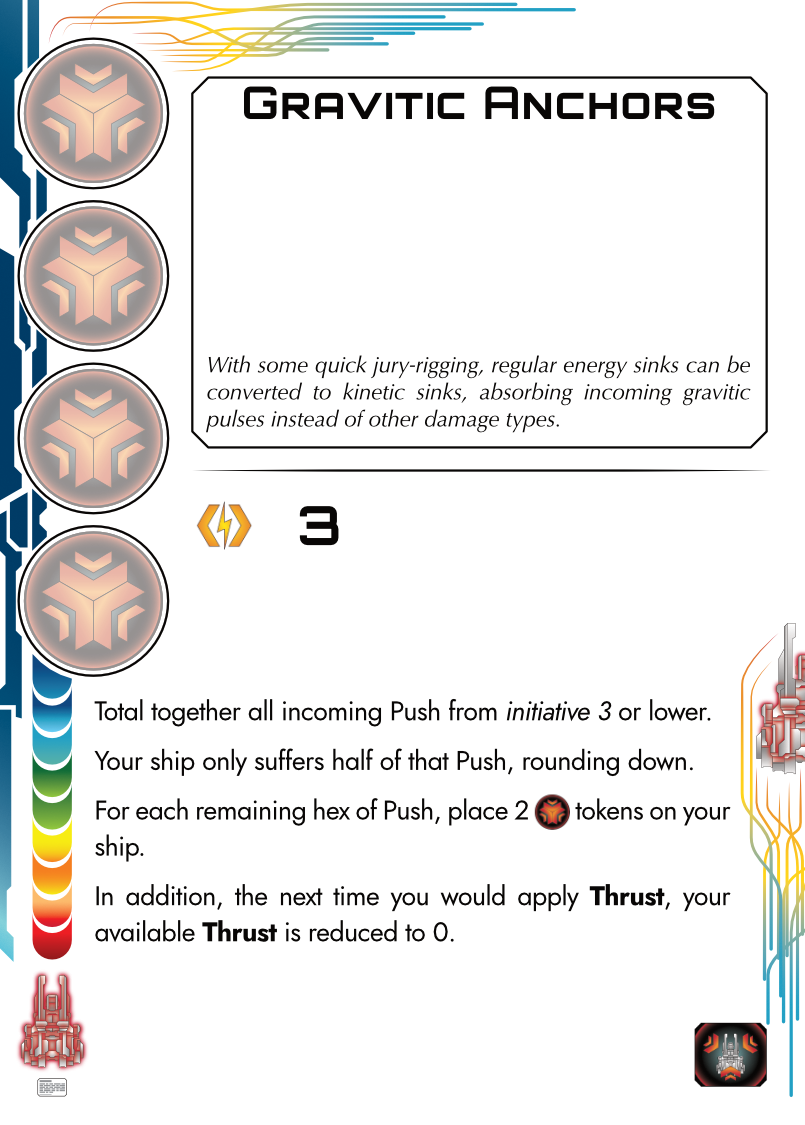 Gravitic Anchors
With some quick jury-rigging, regular energy sinks can be
converted to kinetic sinks, absorbing incoming gravitic
pulses instead of other damage types.
3
Total together all incoming Push from initiative 3 or lower.
Your ship only suffers half of that Push, rounding down.
For each remaining hex of Push, place 2 tokens on your
ship.
In addition, the next time you would apply Thrust, your
available Thrust is reduced to 0.